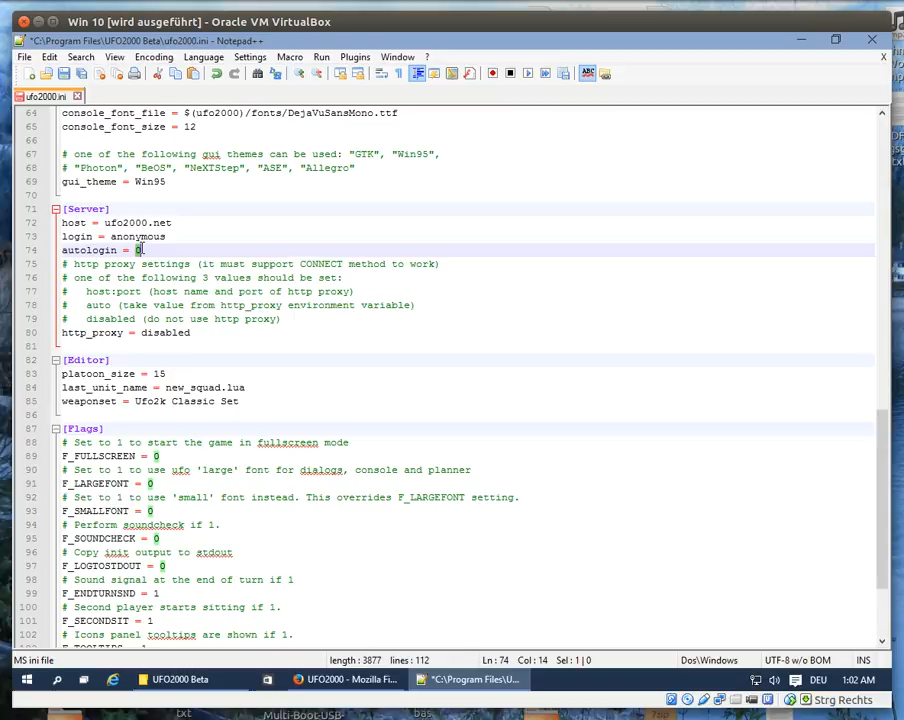 Win 10 [wird ausgeführt] - Oracle VM VirtualBox
*C:\Program Files\UFO2000 Beta\ufo2000.ini - Notepad++
File Edit Search View Encoding Language Settings Macro Run Plugins Window ? X
ufo2000.ini
64 console_font_file = $(ufo2000)/fonts/DejaVuSansMono.ttf
65 console_font_size = 12
66
67 # one of the following gui themes can be used: "GTK", "Win95",
68 # "Photon", "BeOS", "NeXTStep", "ASE", "Allegro"
69 gui_theme = Win95
70
71 [Server]
72 host = ufo2000.net
73 login = anonymous
74 autologin = 0
75 # http proxy settings (it must support CONNECT method to work)
76 # one of the following 3 values should be set:
77 #   host:port (host name and port of http proxy)
78 #   auto (take value from http_proxy environment variable)
79 #   disabled (do not use http proxy)
80 http_proxy = disabled
81
82 [Editor]
83 platoon_size = 15
84 last_unit_name = new_squad.lua
85 weaponset = Ufo2k Classic Set
86
87 [Flags]
88 # Set to 1 to start the game in fullscreen mode
89 F_FULLSCREEN = 0
90 # Set to 1 to use ufo 'large' font for dialogs, console and planner
91 F_LARGEFONT = 0
92 # Set to 1 to use 'small' font instead. This overrides F_LARGEFONT setting.
93 F_SMALLFONT = 0
94 # Perform soundcheck if 1.
95 F_SOUNDCHECK = 0
96 # Copy init output to stdout
97 F_LOGTOSTDOUT = 0
98 # Sound signal at the end of turn if 1
99 F_ENDTURNSND = 1
100 # Second player starts sitting if 1.
101 F_SECONDSIT = 1
102 # Icons panel tooltips are shown if 1.
MS ini file length : 3877 lines : 112 Ln : 74 Col : 14 Sel : 1 | 0 Dos\Windows UTF-8 w/o BOM INS
UFO2000 Beta UFO2000 - Mozilla Fi... *C:\Program Files\U... DEU 1:02 AM
Strg Rechts
txt Multi-Boot-USB- bas